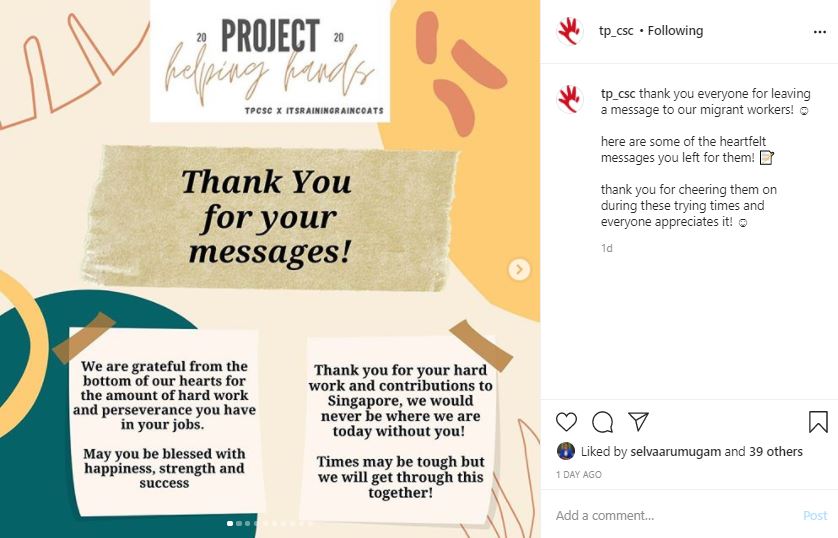 20 PROJECT 20
helping hands
TPCSC X ITSRAININGRAINCOATS
Thank You
for your
messages!
We are grateful from the
bottom of our hearts for
the amount of hard work
and perseverance you have
in your jobs.
May you be blessed with
happiness, strength and
success
Thank you for your hard
work and contributions to
Singapore, we would
never be where we are
today without you!
Times may be tough but
we will get through this
together!
tp_csc • Following
tp_csc thank you everyone for leaving
a message to our migrant workers! ☺
here are some of the heartfelt
messages you left for them! 📝
thank you for cheering them on
during these trying times and
everyone appreciates it! ☺
1d
Liked by selvaarumugam and 39 others
1 DAY AGO
Add a comment... Post